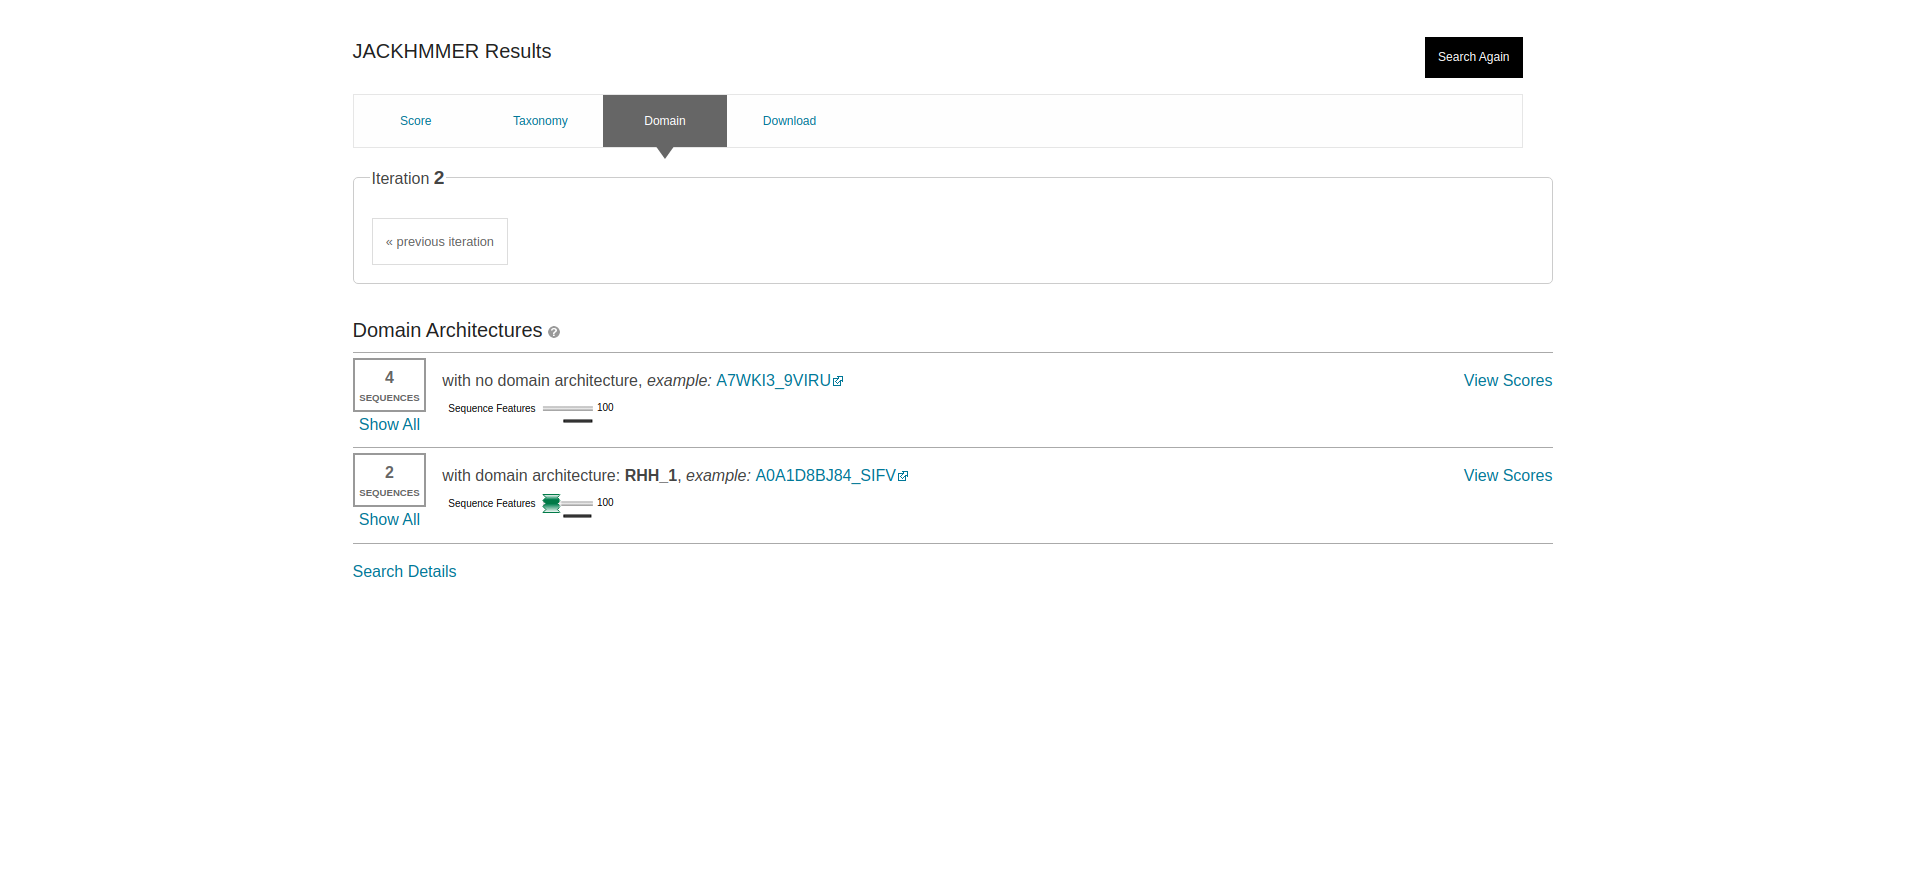 JACKHMMER Results
Search Again
Score Taxonomy Domain Download
Iteration 2
« previous iteration
Domain Architectures ?
4
SEQUENCES
Show All
with no domain architecture, example: A7WKI3_9VIRU
View Scores
Sequence Features 100
2
SEQUENCES
Show All
with domain architecture: RHH_1, example: A0A1D8BJ84_SIFV
View Scores
Sequence Features 100
Search Details